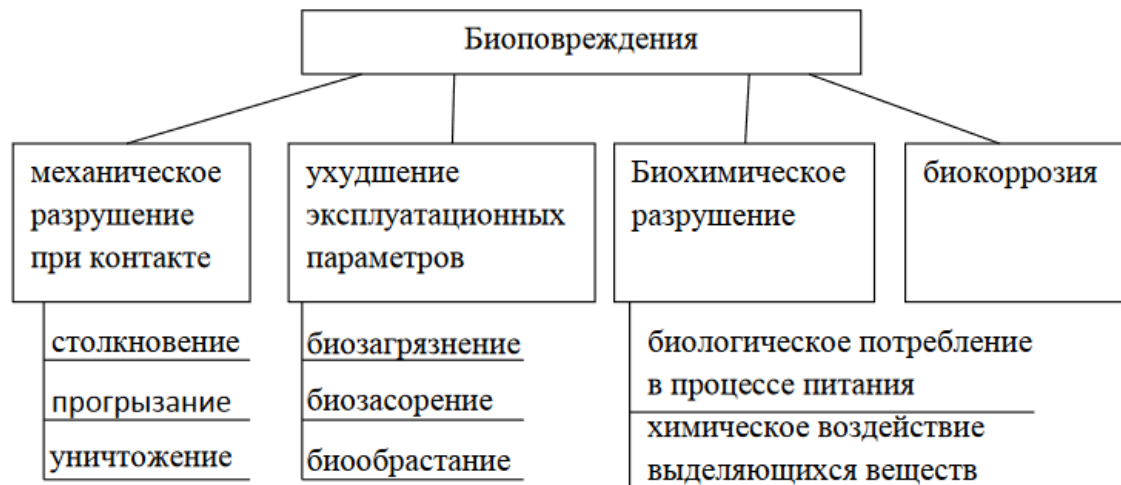 Биоповреждения
механическое
разрушение
при контакте
столкновение
прогрызание
уничтожение
ухудшение
эксплуатационных
параметров
биозагрязнение
биозасорение
биообрастание
Биохимическое
разрушение
биологическое потребление
в процессе питания
химическое воздействие
выделяющихся веществ
биокоррозия